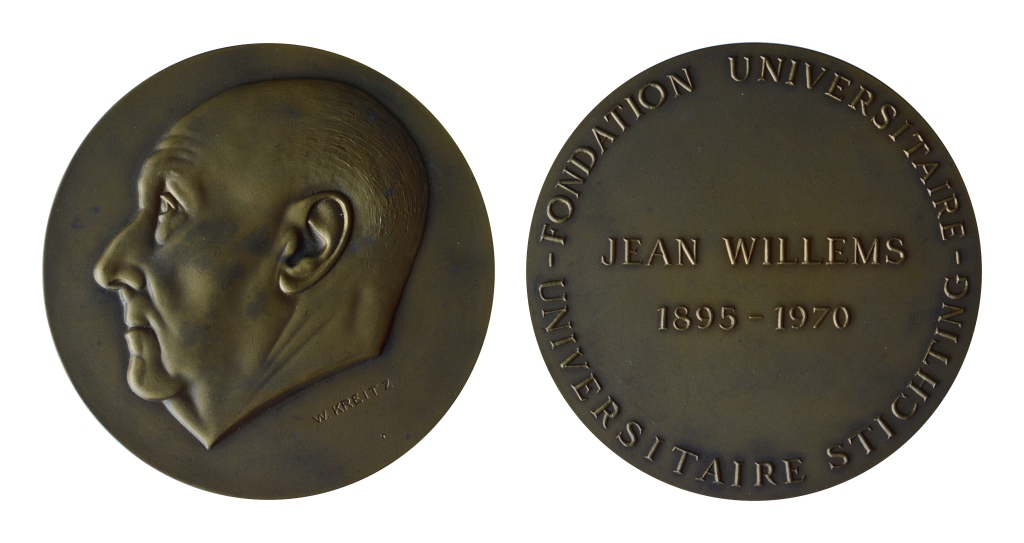 W. KREITZ
FONDATION UNIVERSITAIRE
JEAN WILLEMS
1895 - 1970
- UNIVERSITAIRE STICHTING -